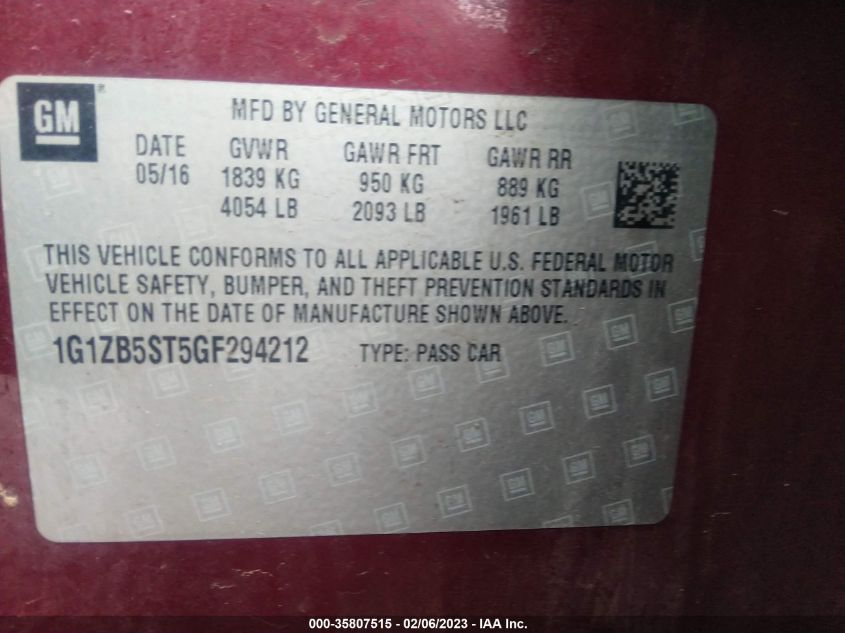 GM
MFD BY GENERAL MOTORS LLC
DATE GVWR GAWR FRT GAWR RR
05/16 1839 KG 950 KG 889 KG
4054 LB 2093 LB 1961 LB
THIS VEHICLE CONFORMS TO ALL APPLICABLE U.S. FEDERAL MOTOR
VEHICLE SAFETY, BUMPER, AND THEFT PREVENTION STANDARDS IN
EFFECT ON THE DATE OF MANUFACTURE SHOWN ABOVE.
1G1ZB5ST5GF294212 TYPE: PASS CAR
000-35807515 - 02/06/2023 - IAA Inc.